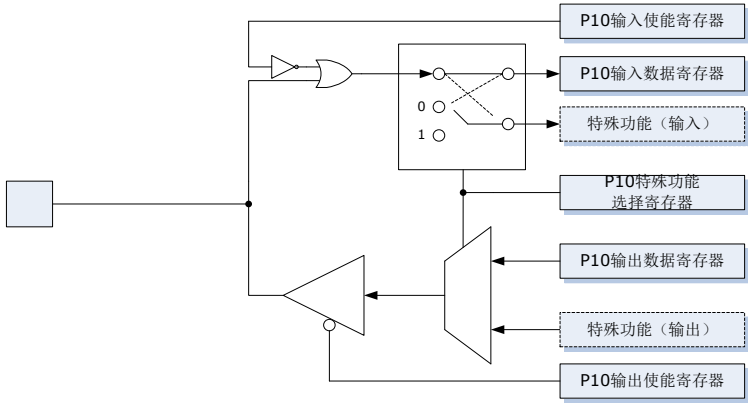 P10输入使能寄存器
P10输入数据寄存器
0
特殊功能（输入）
1
P10特殊功能
选择寄存器
P10输出数据寄存器
特殊功能（输出）
P10输出使能寄存器